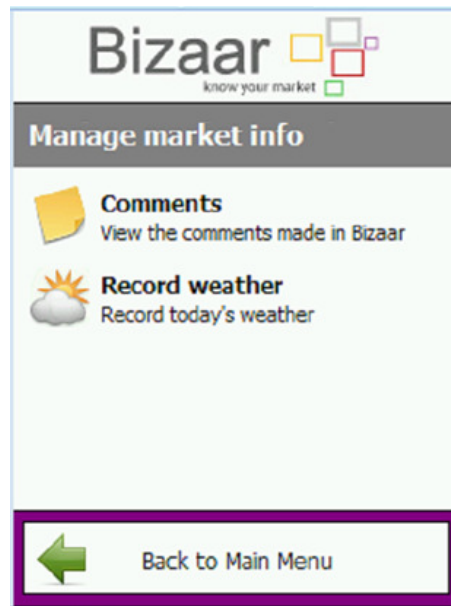 Bizaar
know your market
Manage market info
Comments
View the comments made in Bizaar
Record weather
Record today's weather
Back to Main Menu